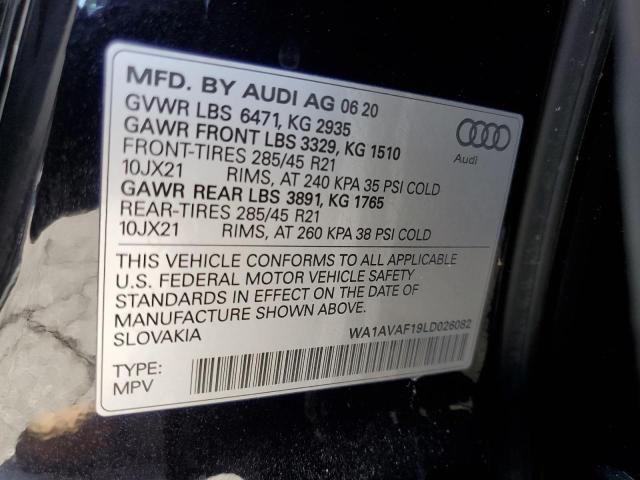 MFD. BY AUDI AG 06 20
GVWR LBS 6471, KG 2935
GAWR FRONT LBS 3329, KG 1510
FRONT-TIRES 285/45 R21
10JX21 RIMS, AT 240 KPA 35 PSI COLD
GAWR REAR LBS 3891, KG 1765
REAR-TIRES 285/45 R21
10JX21 RIMS, AT 260 KPA 38 PSI COLD
Audi
THIS VEHICLE CONFORMS TO ALL APPLICABLE
U.S. FEDERAL MOTOR VEHICLE SAFETY
STANDARDS IN EFFECT ON THE DATE OF
MANUFACTURE SHOWN ABOVE.
SLOVAKIA
WA1AVAF19LD026082
TYPE:
MPV